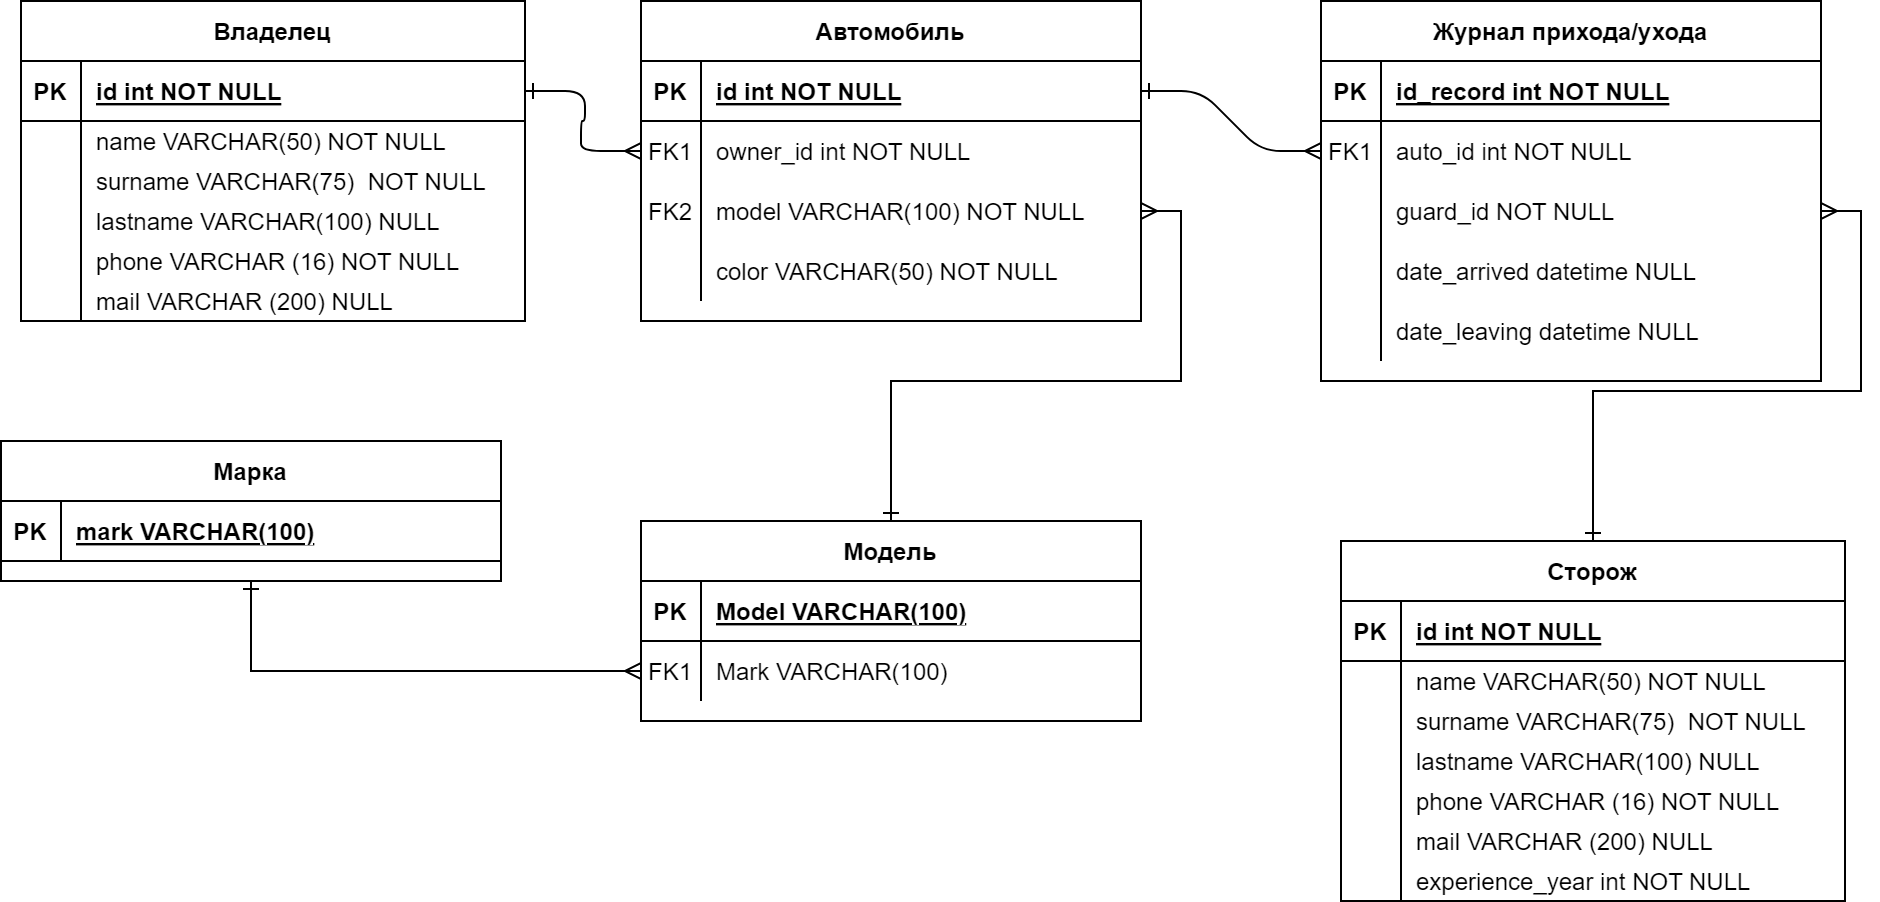 Владелец
PK id int NOT NULL
name VARCHAR(50) NOT NULL
surname VARCHAR(75)  NOT NULL
lastname VARCHAR(100) NULL
phone VARCHAR (16) NOT NULL
mail VARCHAR (200) NULL
Автомобиль
PK id int NOT NULL
FK1 owner_id int NOT NULL
FK2 model VARCHAR(100) NOT NULL
color VARCHAR(50) NOT NULL
Журнал прихода/ухода
PK id_record int NOT NULL
FK1 auto_id int NOT NULL
guard_id NOT NULL
date_arrived datetime NULL
date_leaving datetime NULL
Марка
PK mark VARCHAR(100)
Модель
PK Model VARCHAR(100)
FK1 Mark VARCHAR(100)
Сторож
PK id int NOT NULL
name VARCHAR(50) NOT NULL
surname VARCHAR(75)  NOT NULL
lastname VARCHAR(100) NULL
phone VARCHAR (16) NOT NULL
mail VARCHAR (200) NULL
experience_year int NOT NULL